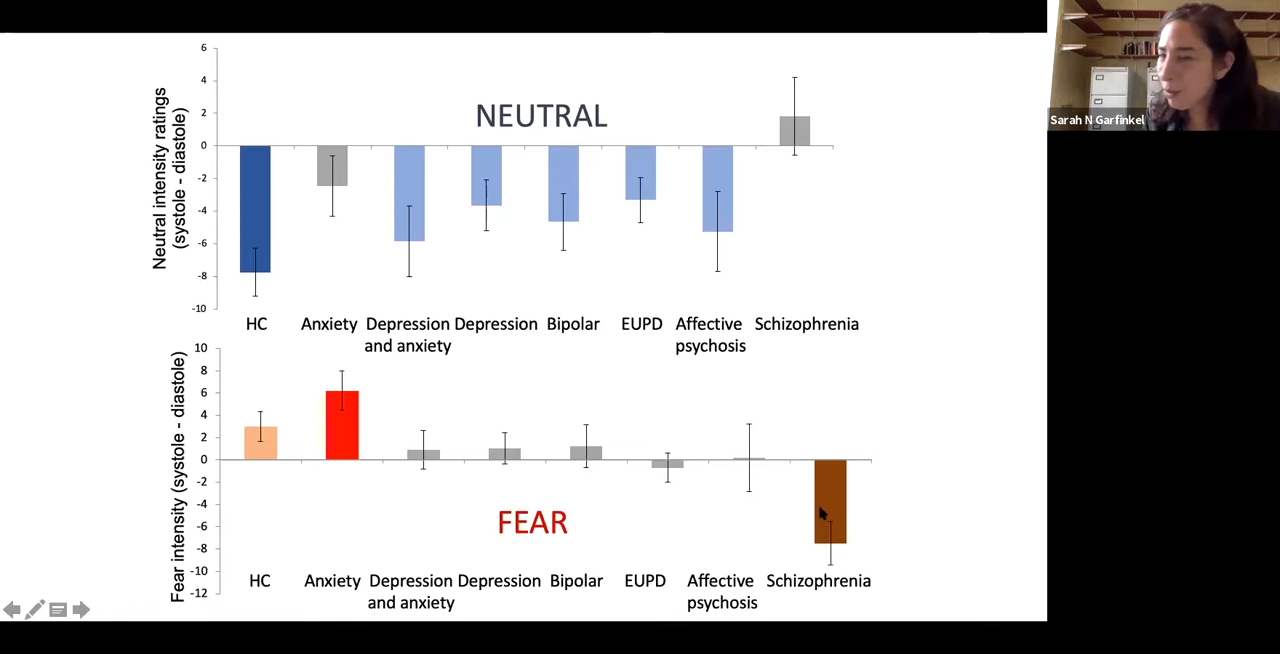 Neutral intensity ratings
(systole - diastole)
6
4
2
0
-2
-4
-6
-8
-10
NEUTRAL
HC
Anxiety
Depression
and anxiety
Depression
Bipolar
EUPD
Affective
psychosis
Schizophrenia
Fear intensity (systole - diastole)
10
8
6
4
2
0
-2
-4
-6
-8
-10
-12
FEAR
HC
Anxiety
Depression
and anxiety
Depression
Bipolar
EUPD
Affective
psychosis
Schizophrenia
Sarah N Garfinkel